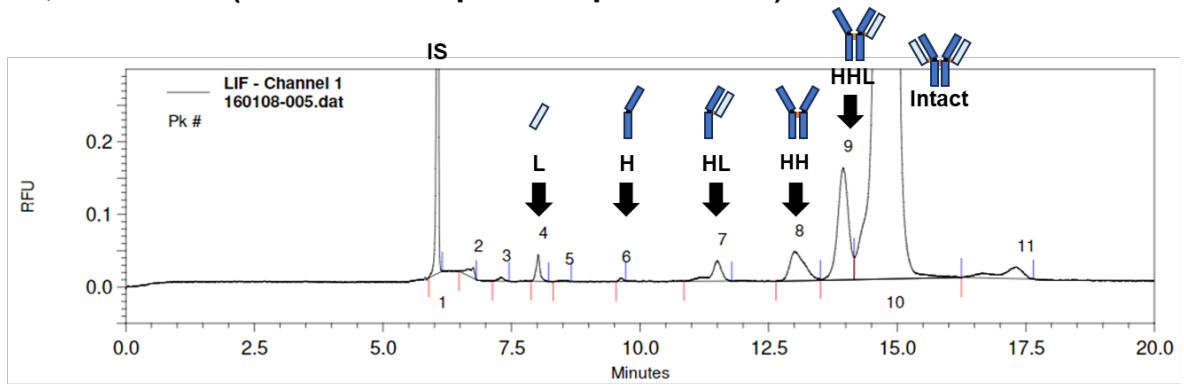 IS
LIF - Channel 1
160108-005.dat
Pk #
L
H
HL
HH
HHL
Intact
1
2
3
4
5
6
7
8
9
10
11
RFU
0.2
0.1
0.0
0.0
2.5
5.0
7.5
10.0
12.5
15.0
17.5
20.0
Minutes